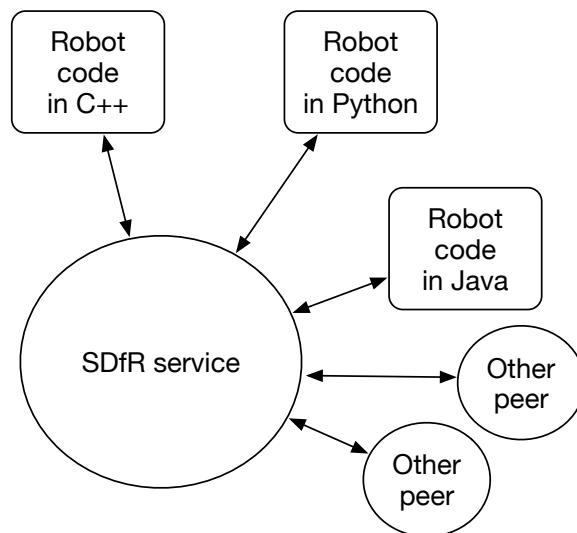 Robot
code
in C++
Robot
code
in Python
Robot
code
in Java
SDfR service
Other
peer
Other
peer